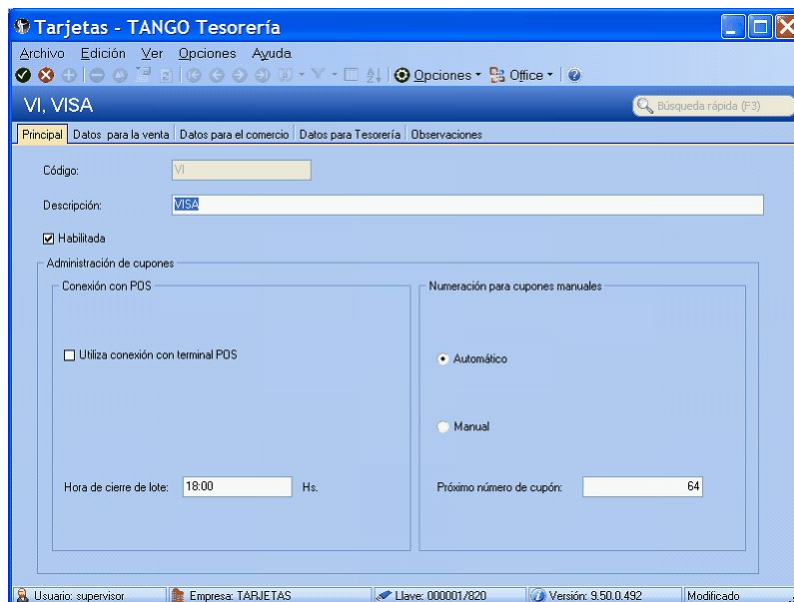 Tarjetas - TANGO Tesorería
Archivo Edición Ver Opciones Ayuda
Opciones Office
VI, VISA
Búsqueda rápida (F3)
Principal Datos para la venta Datos para el comercio Datos para Tesorería Observaciones
Código: VI
Descripción: VISA
Habilitada
Administración de cupones
Conexión con POS
Numeración para cupones manuales
Utiliza conexión con terminal POS
Automático
Manual
Hora de cierre de lote: 18:00 Hs.
Próximo número de cupón: 64
Usuario: supervisor Empresa: TARJETAS Llave: 000001/820 Versión: 9.50.0.492 Modificado